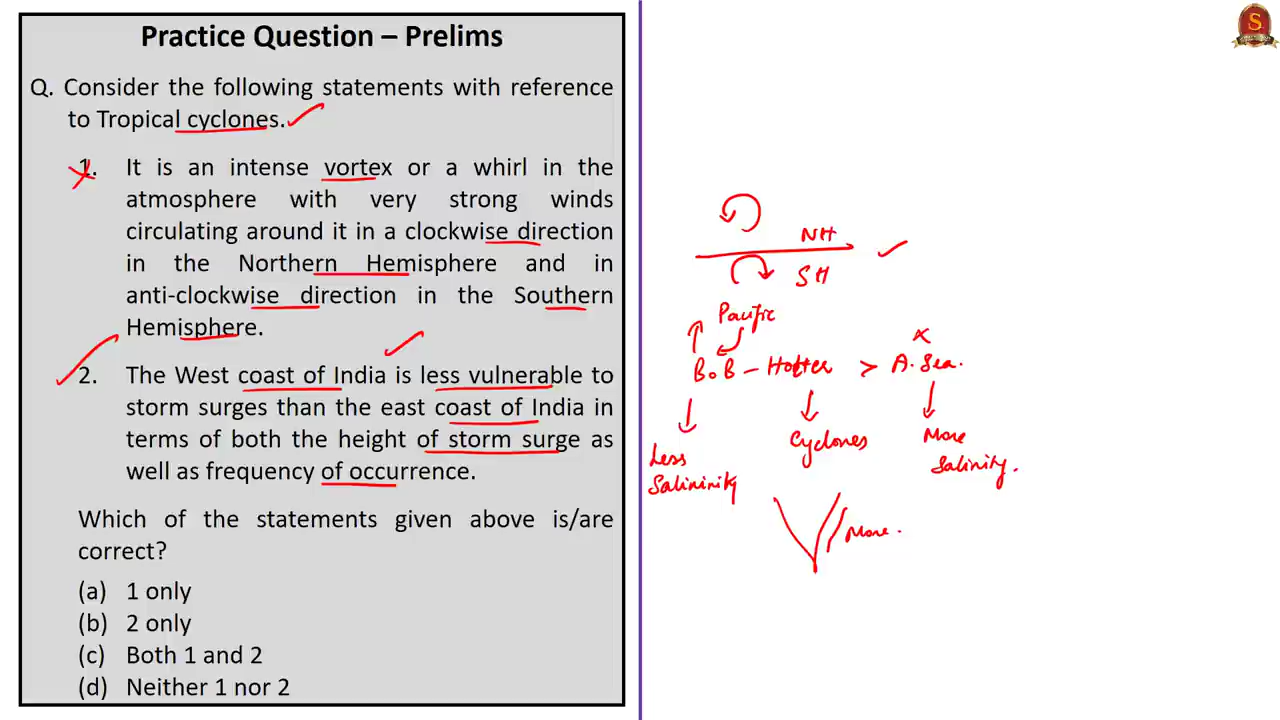 Practice Question – Prelims
Q. Consider the following statements with reference
to Tropical cyclones.
1. It is an intense vortex or a whirl in the
atmosphere with very strong winds
circulating around it in a clockwise direction
in the Northern Hemisphere and in
anti-clockwise direction in the Southern
Hemisphere.
2. The West coast of India is less vulnerable to
storm surges than the east coast of India in
terms of both the height of storm surge as
well as frequency of occurrence.
Which of the statements given above is/are
correct?
(a) 1 only
(b) 2 only
(c) Both 1 and 2
(d) Neither 1 nor 2
S
NH
SH
Pacific
BoB – Hotter > A. Sea.
Cyclones
More
Salinity.
Less
Salininity
More.